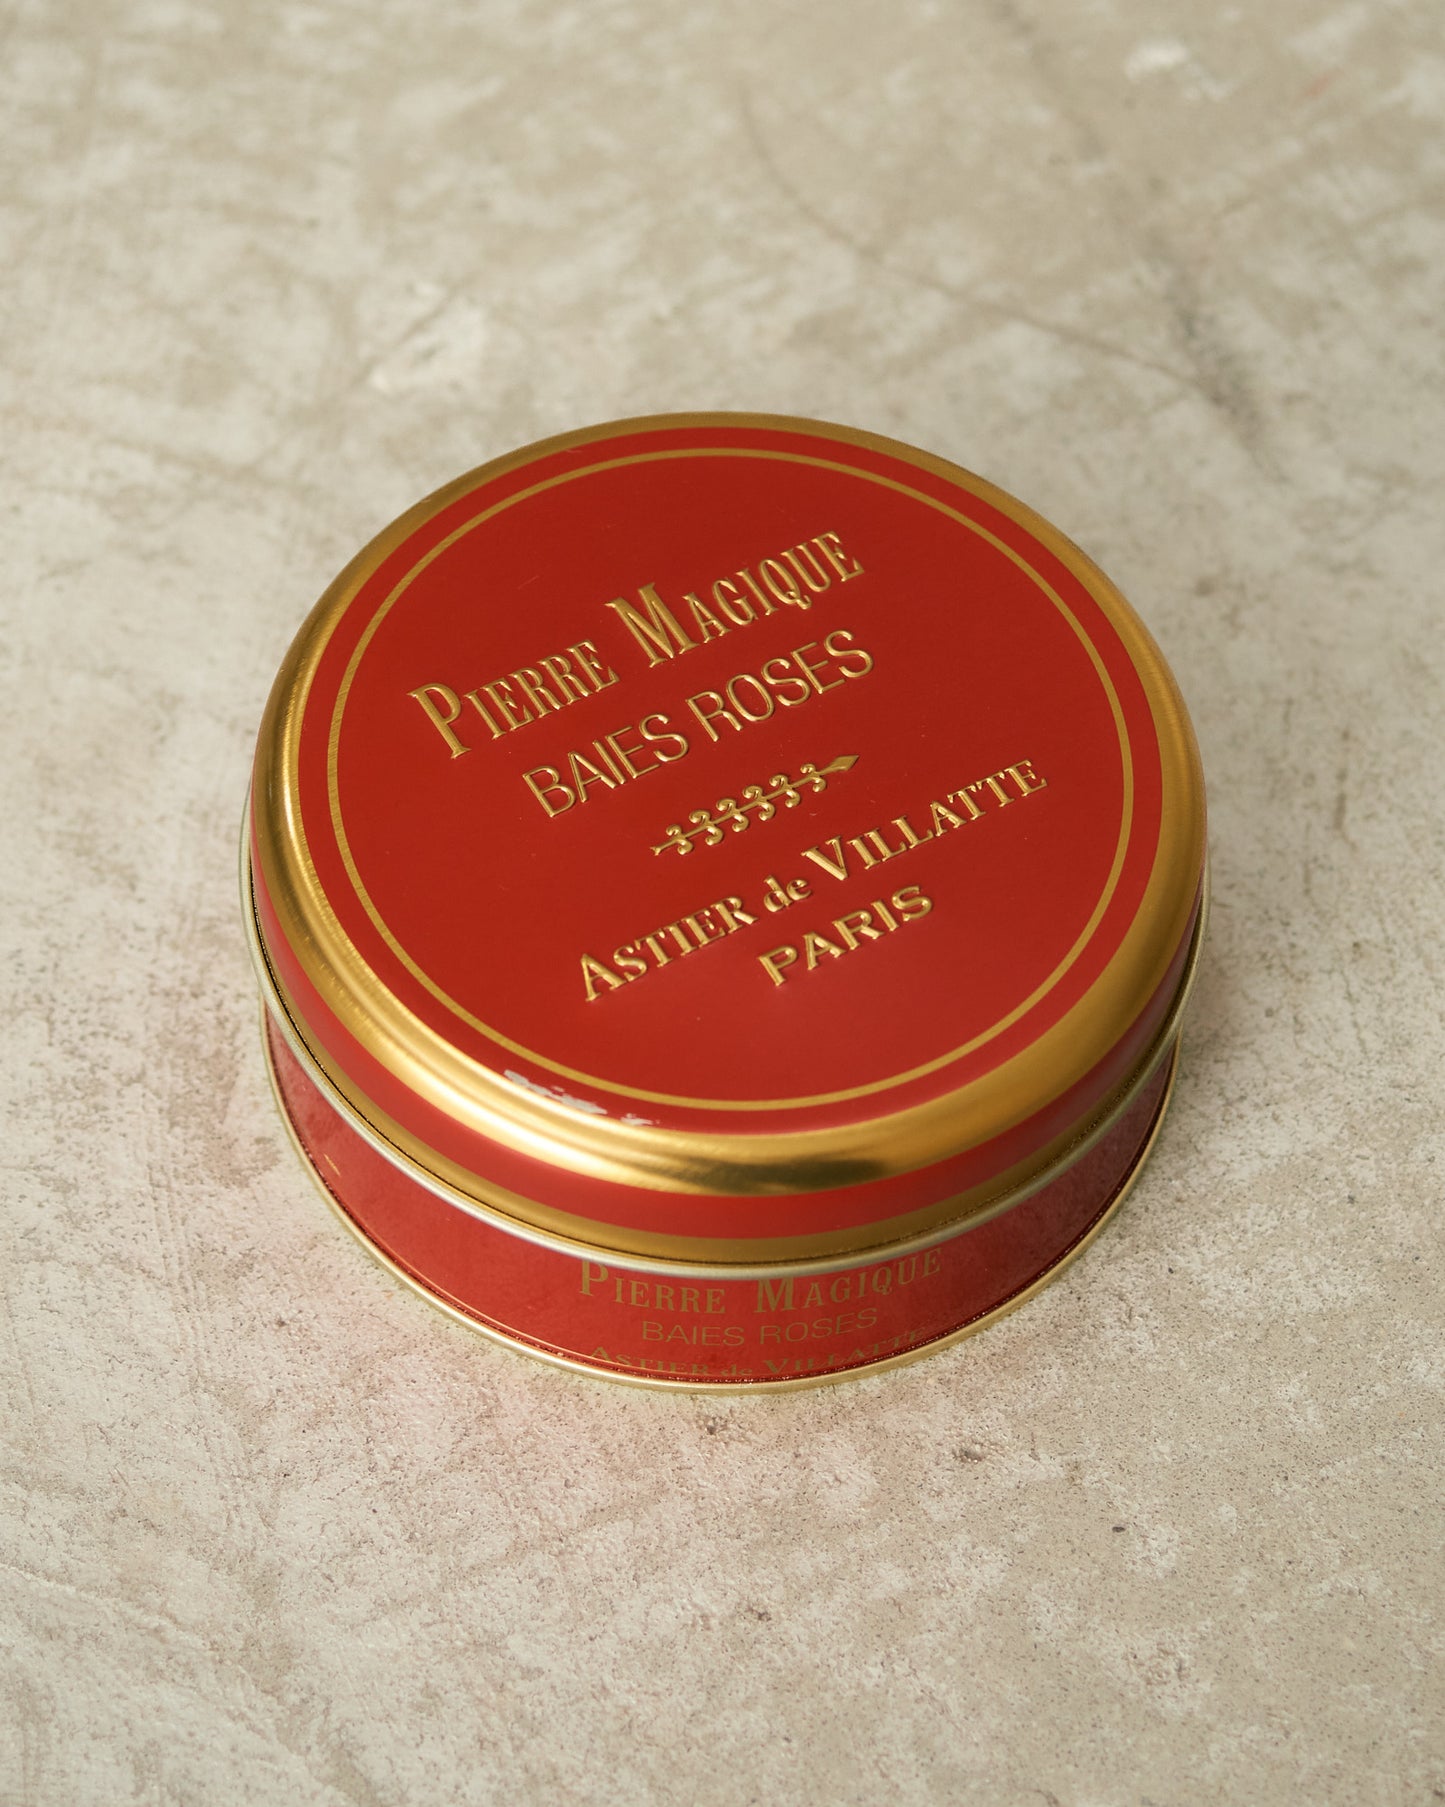 PIERRE MAGIQUE
BAIES ROSES
ASTIER de VILLATTE
PARIS
PIERRE MAGIQUE
BAIES ROSES
ASTIER de VILLATTE